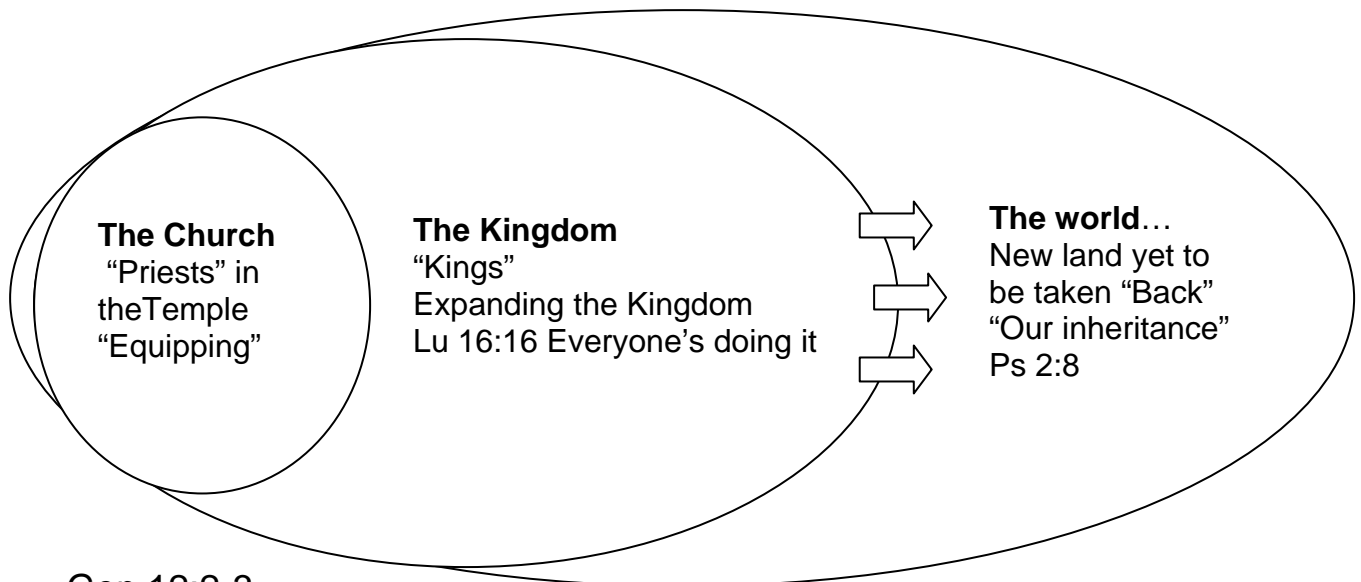 The Church
“Priests” in
theTemple
“Equipping”
The Kingdom
“Kings”
Expanding the Kingdom
Lu 16:16 Everyone’s doing it
The world…
New land yet to
be taken “Back”
“Our inheritance”
Ps 2:8